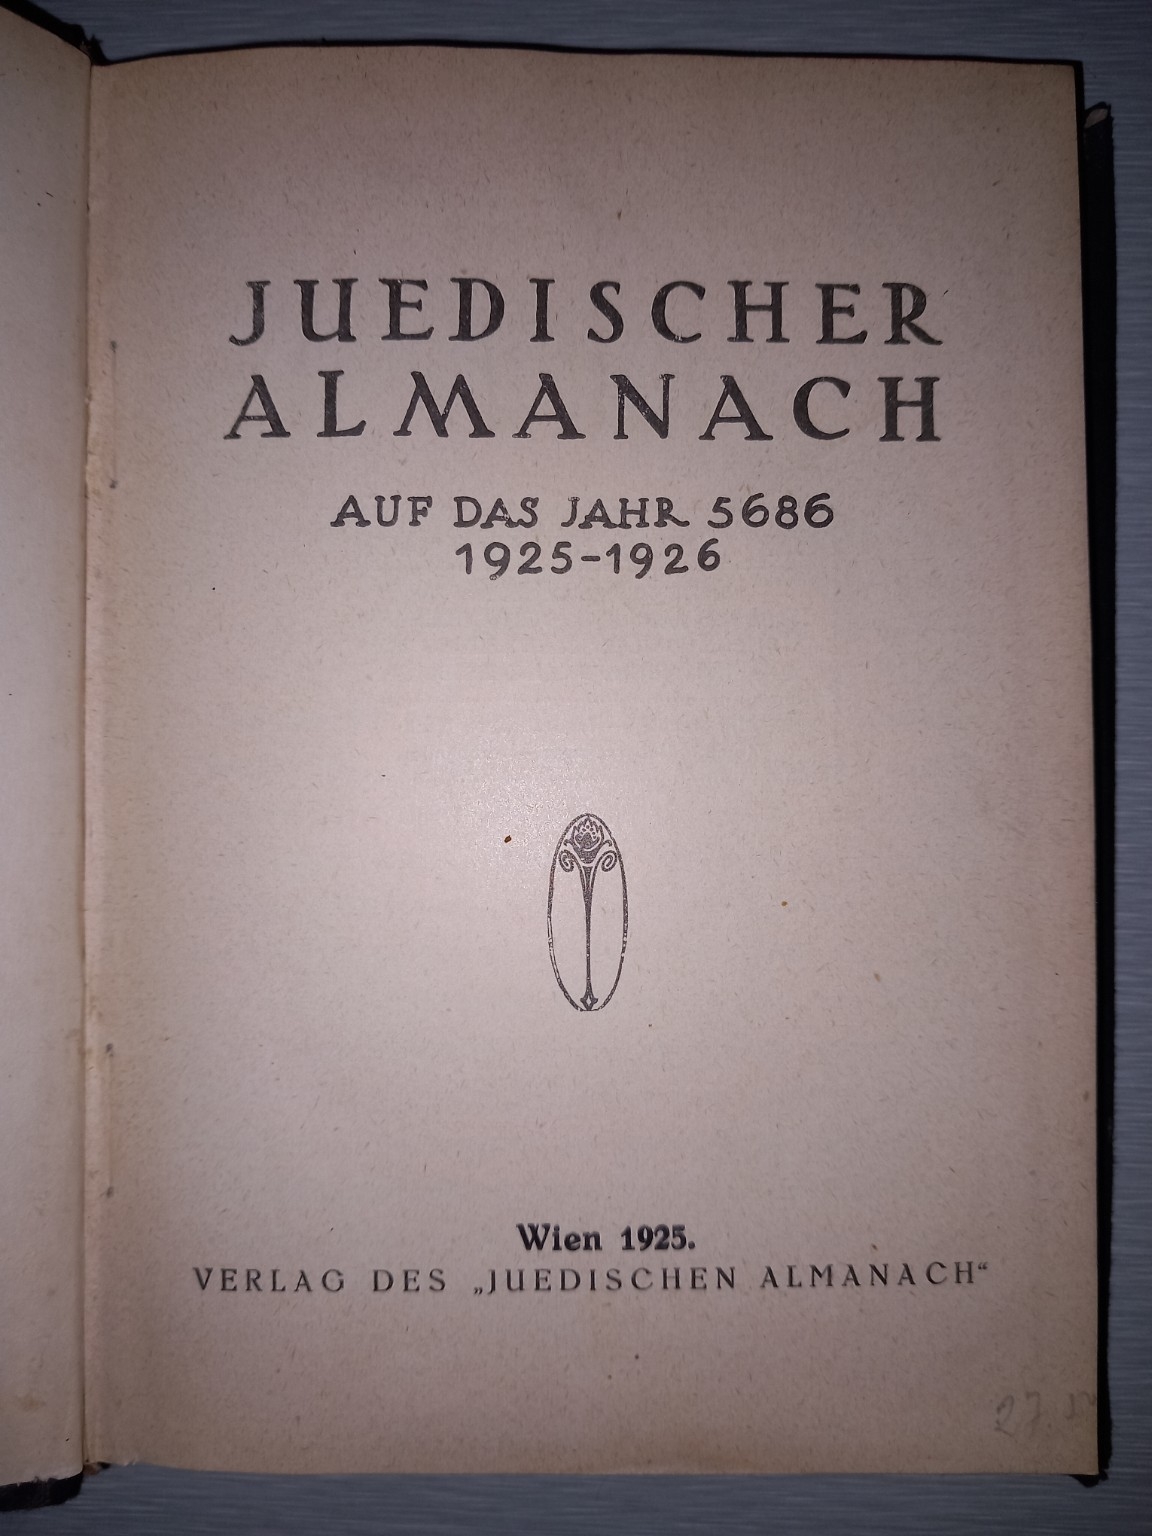 JUEDISCHER
ALMANACH
AUF DAS JAHR 5686
1925-1926
Wien 1925.
VERLAG DES „JUEDISCHEN ALMANACH“